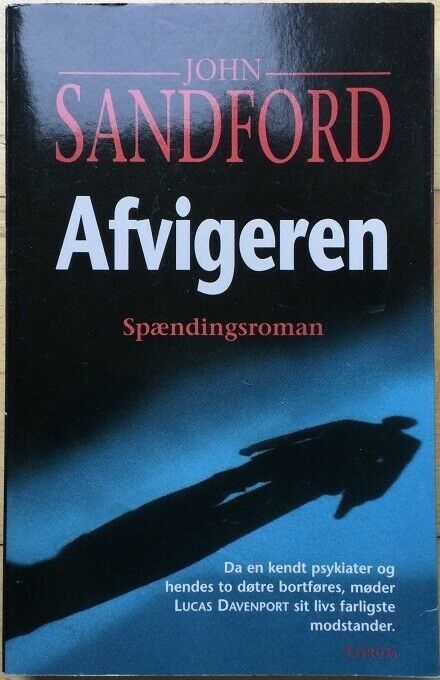 JOHN
SANDFORD
Afvigeren
Spændingsroman
Da en kendt psykiater og
hendes to døtre bortføres, møder
LUCAS DAVENPORT sit livs farligste
modstander.
FORUM